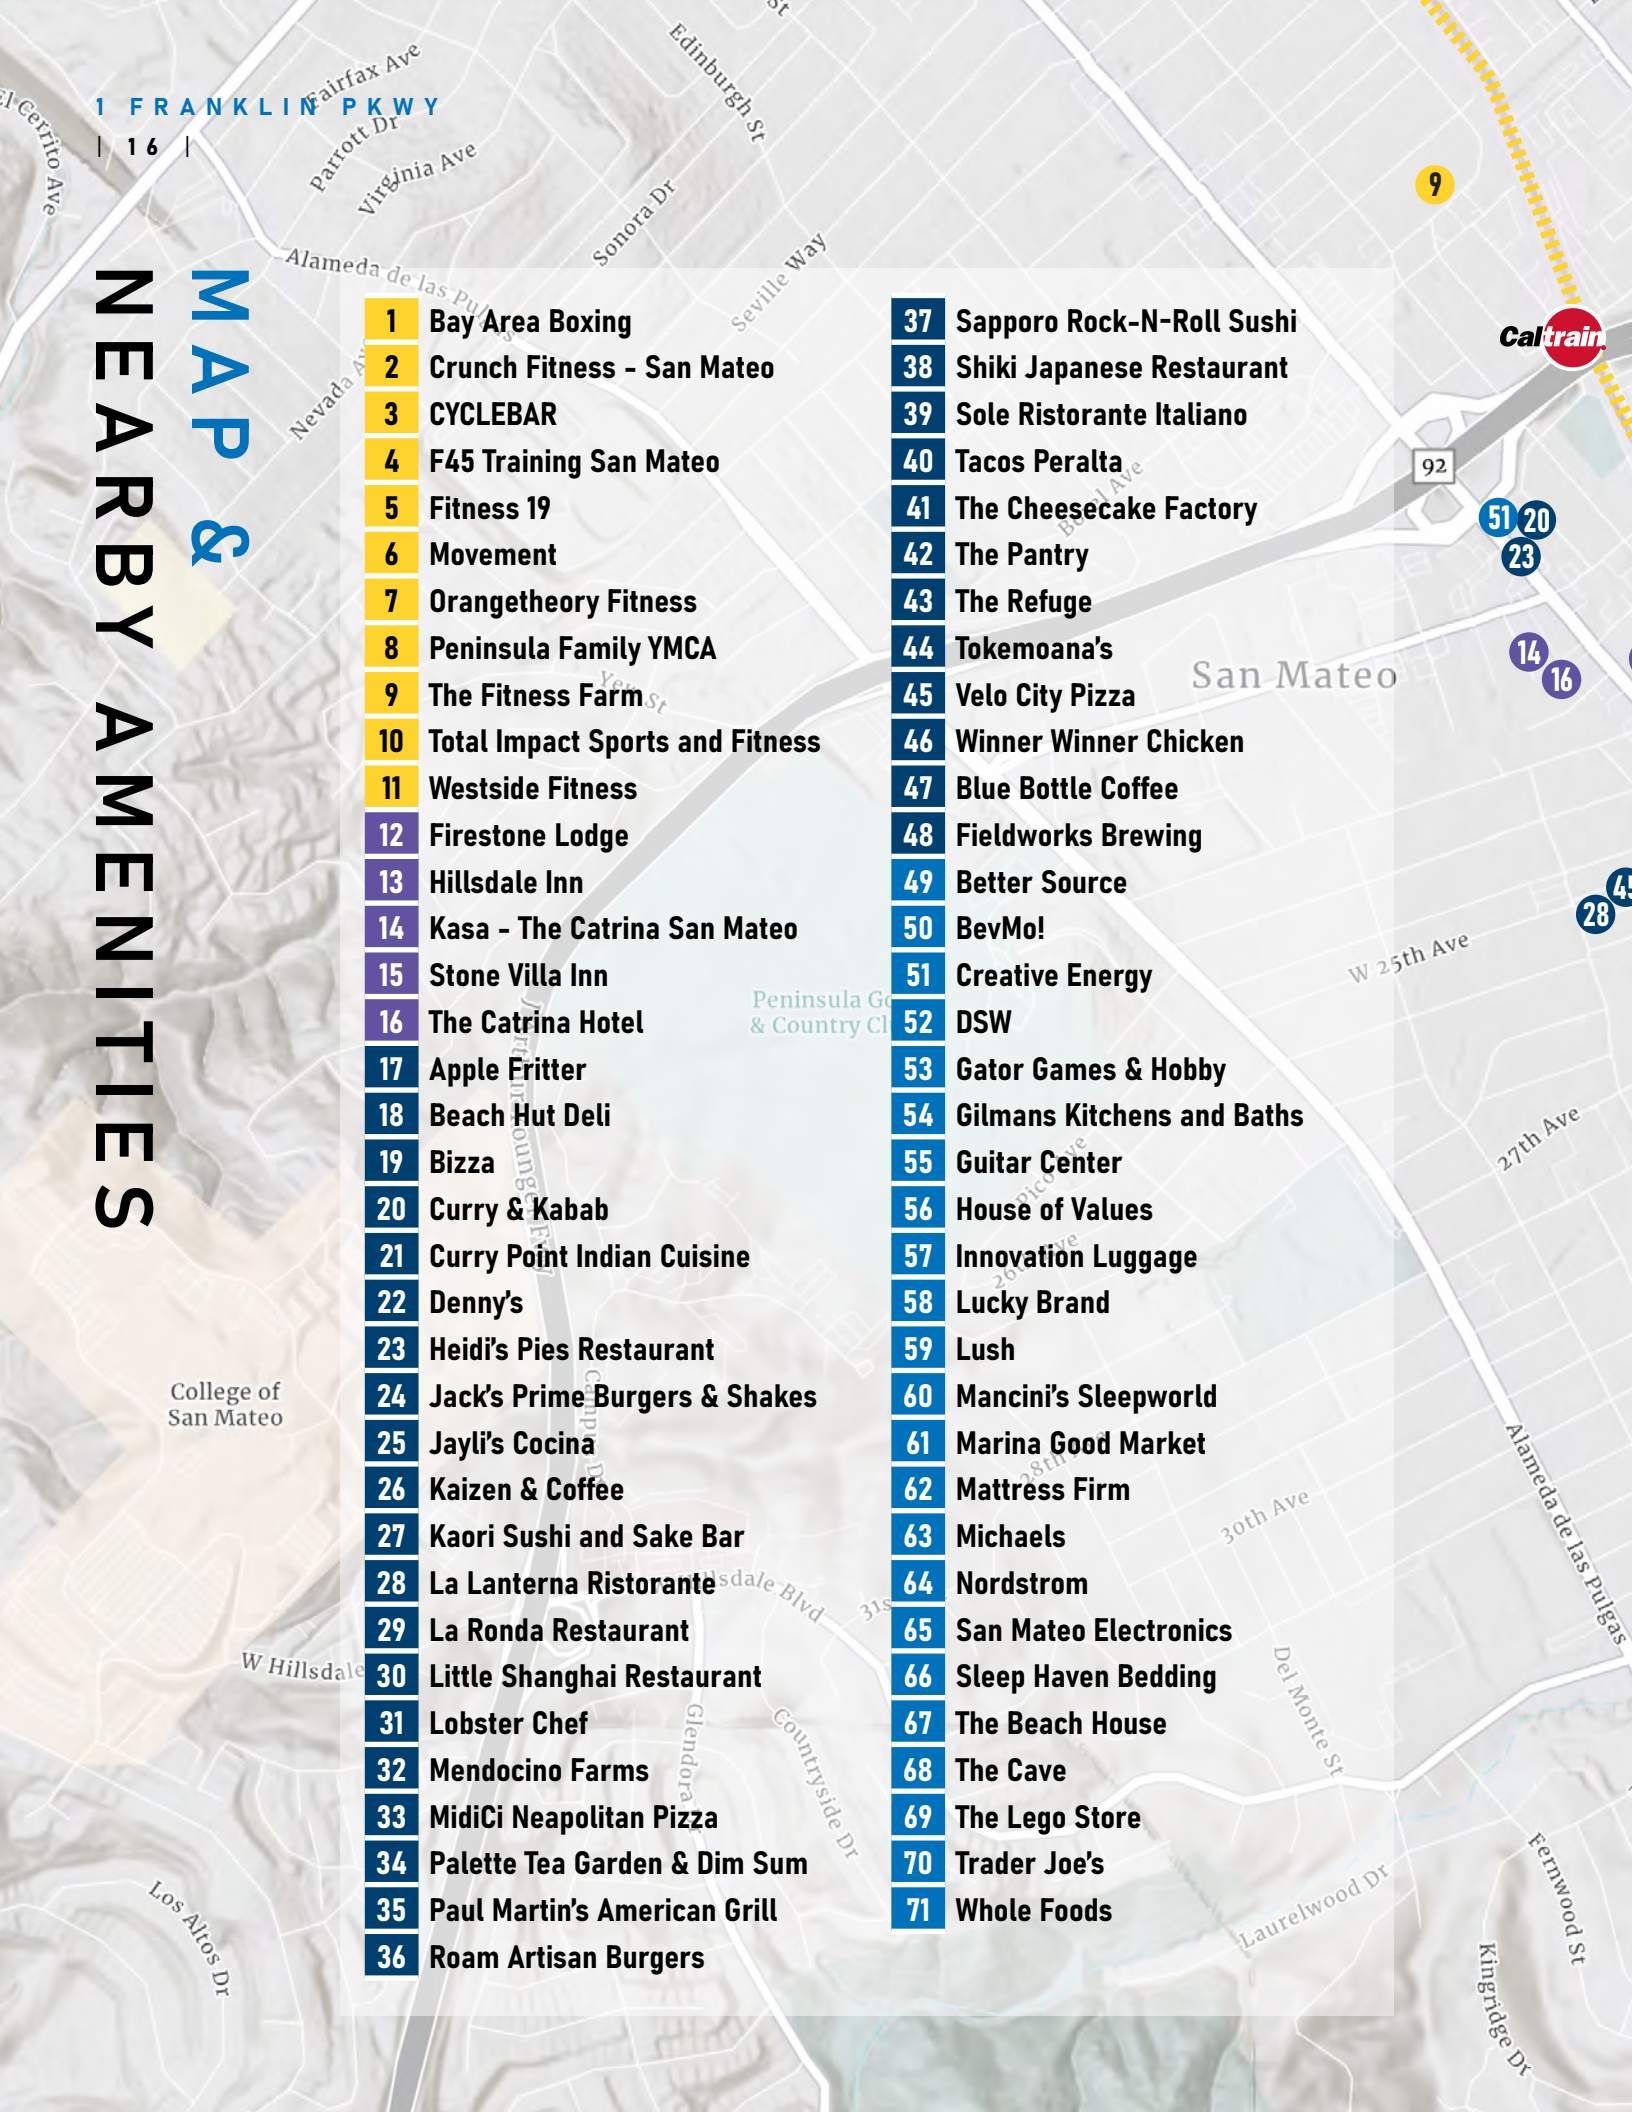 1 FRANKLIN PKWY
| 16 |
MAP &
NEARBY AMENITIES
1 Bay Area Boxing
2 Crunch Fitness - San Mateo
3 CYCLEBAR
4 F45 Training San Mateo
5 Fitness 19
6 Movement
7 Orangetheory Fitness
8 Peninsula Family YMCA
9 The Fitness Farm
10 Total Impact Sports and Fitness
11 Westside Fitness
12 Firestone Lodge
13 Hillsdale Inn
14 Kasa - The Catrina San Mateo
15 Stone Villa Inn
16 The Catrina Hotel
17 Apple Fritter
18 Beach Hut Deli
19 Bizza
20 Curry & Kabab
21 Curry Point Indian Cuisine
22 Denny's
23 Heidi's Pies Restaurant
24 Jack's Prime Burgers & Shakes
25 Jayli's Cocina
26 Kaizen & Coffee
27 Kaori Sushi and Sake Bar
28 La Lanterna Ristorante
29 La Ronda Restaurant
30 Little Shanghai Restaurant
31 Lobster Chef
32 Mendocino Farms
33 MidiCi Neapolitan Pizza
34 Palette Tea Garden & Dim Sum
35 Paul Martin's American Grill
36 Roam Artisan Burgers
37 Sapporo Rock-N-Roll Sushi
38 Shiki Japanese Restaurant
39 Sole Ristorante Italiano
40 Tacos Peralta
41 The Cheesecake Factory
42 The Pantry
43 The Refuge
44 Tokemoana's
45 Velo City Pizza
46 Winner Winner Chicken
47 Blue Bottle Coffee
48 Fieldworks Brewing
49 Better Source
50 BevMo!
51 Creative Energy
52 DSW
53 Gator Games & Hobby
54 Gilmans Kitchens and Baths
55 Guitar Center
56 House of Values
57 Innovation Luggage
58 Lucky Brand
59 Lush
60 Mancini's Sleepworld
61 Marina Good Market
62 Mattress Firm
63 Michaels
64 Nordstrom
65 San Mateo Electronics
66 Sleep Haven Bedding
67 The Beach House
68 The Cave
69 The Lego Store
70 Trader Joe's
71 Whole Foods
St
Edinburgh St
Fairfax Ave
Parrott Dr
Virginia Ave
El Cerrito Ave
Sonora Dr
Seville Way
Alameda de las Pulgas
Nevada
9
Caltrain
92
51
20
23
14
16
San Mateo
45
28
Yew St
Peninsula
& Country
W 25th Ave
27th Ave
Pico Ave
26th Ave
28th
30th Ave
College of
San Mateo
Campus Dr
Blvd
W Hillsdale
Glendora
Countryside Dr
Del Monte St
Alameda de las Pulgas
Los Altos Dr
Laurelwood Dr
Fernwood St
Kingridge Dr